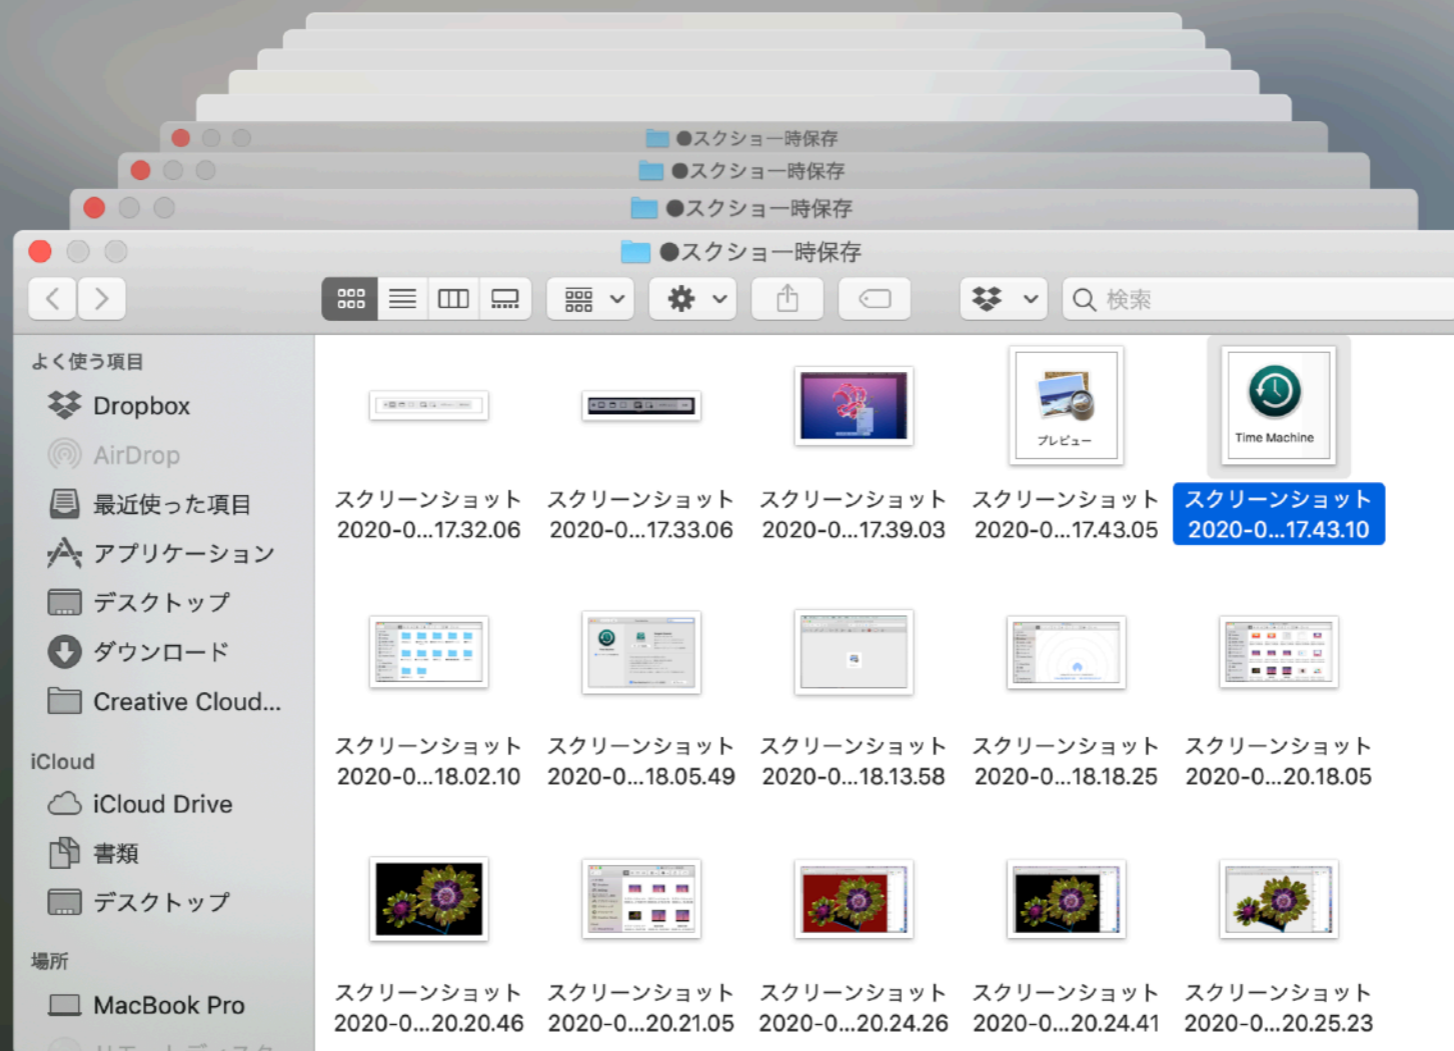 ●スクショ一時保存
●スクショ一時保存
●スクショ一時保存
●スクショ一時保存
検索
よく使う項目
Dropbox
AirDrop
最近使った項目
アプリケーション
デスクトップ
ダウンロード
Creative Cloud...
iCloud
iCloud Drive
書類
デスクトップ
場所
MacBook Pro
リモートディスク
プレビュー
Time Machine
スクリーンショット
2020-0...17.32.06
スクリーンショット
2020-0...17.33.06
スクリーンショット
2020-0...17.39.03
スクリーンショット
2020-0...17.43.05
スクリーンショット
2020-0...17.43.10
スクリーンショット
2020-0...18.02.10
スクリーンショット
2020-0...18.05.49
スクリーンショット
2020-0...18.13.58
スクリーンショット
2020-0...18.18.25
スクリーンショット
2020-0...20.18.05
スクリーンショット
2020-0...20.20.46
スクリーンショット
2020-0...20.21.05
スクリーンショット
2020-0...20.24.26
スクリーンショット
2020-0...20.24.41
スクリーンショット
2020-0...20.25.23